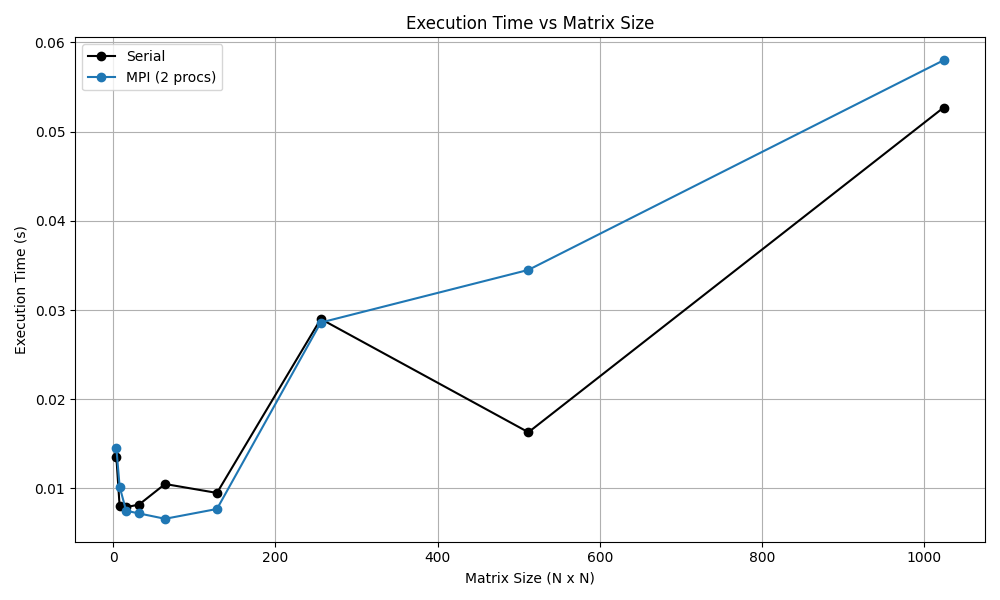 Execution Time vs Matrix Size
Serial
MPI (2 procs)
Execution Time (s)
0.06
0.05
0.04
0.03
0.02
0.01
0 200 400 600 800 1000
Matrix Size (N x N)